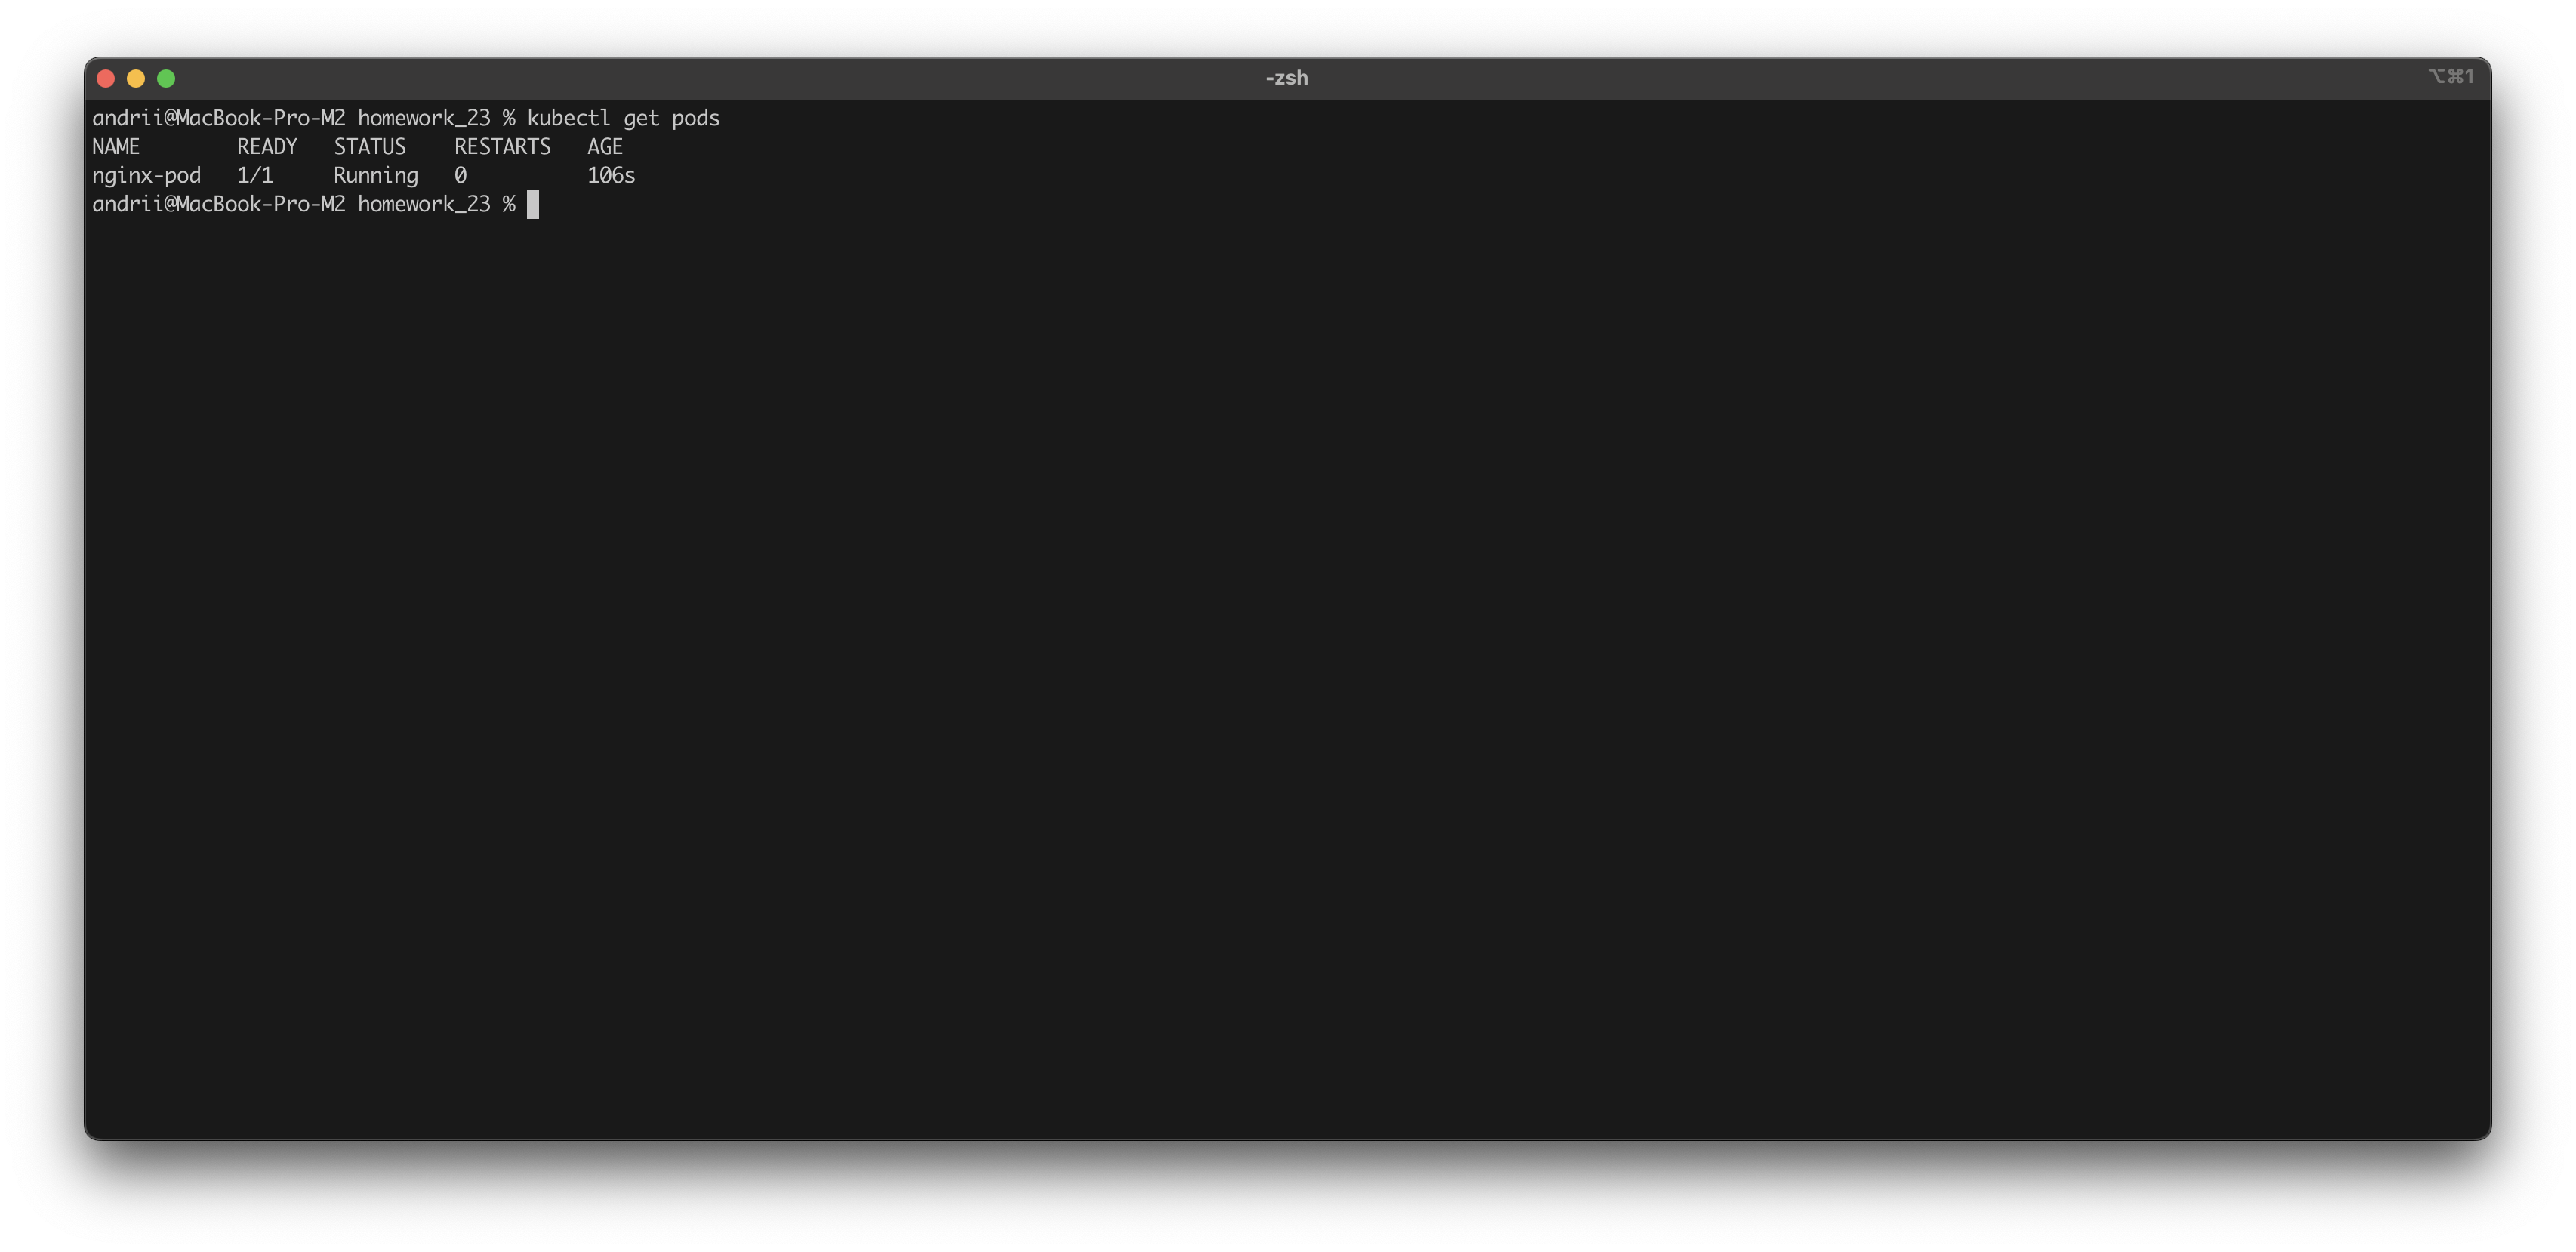 -zsh
⌥⌘1
andrii@MacBook-Pro-M2 homework_23 % kubectl get pods
NAME        READY   STATUS    RESTARTS   AGE
nginx-pod   1/1     Running   0          106s
andrii@MacBook-Pro-M2 homework_23 %